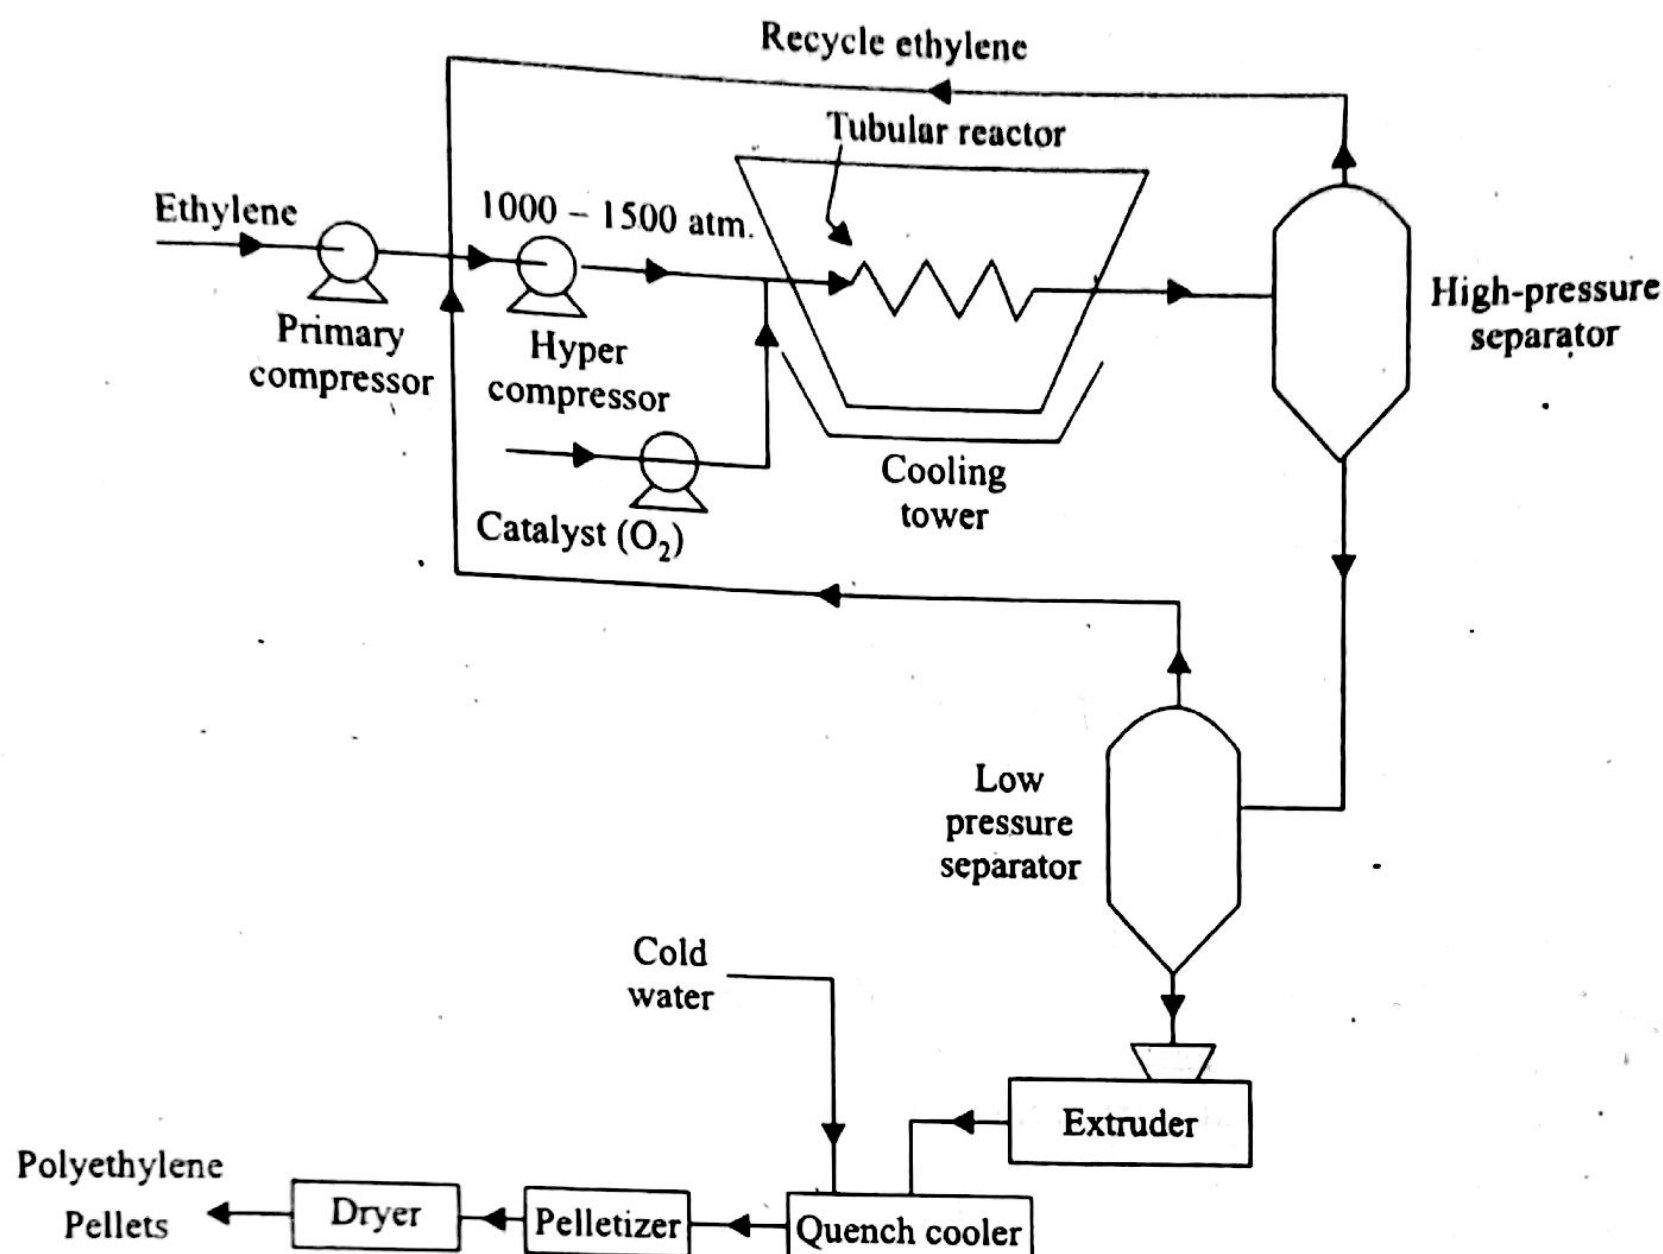 Recycle ethylene
Tubular reactor
Ethylene
1000 – 1500 atm.
Primary
compressor
Hyper
compressor
High-pressure
separator
Cooling
tower
Catalyst (O₂)
Low
pressure
separator
Cold
water
Extruder
Polyethylene
Pellets
Dryer
Pelletizer
Quench cooler